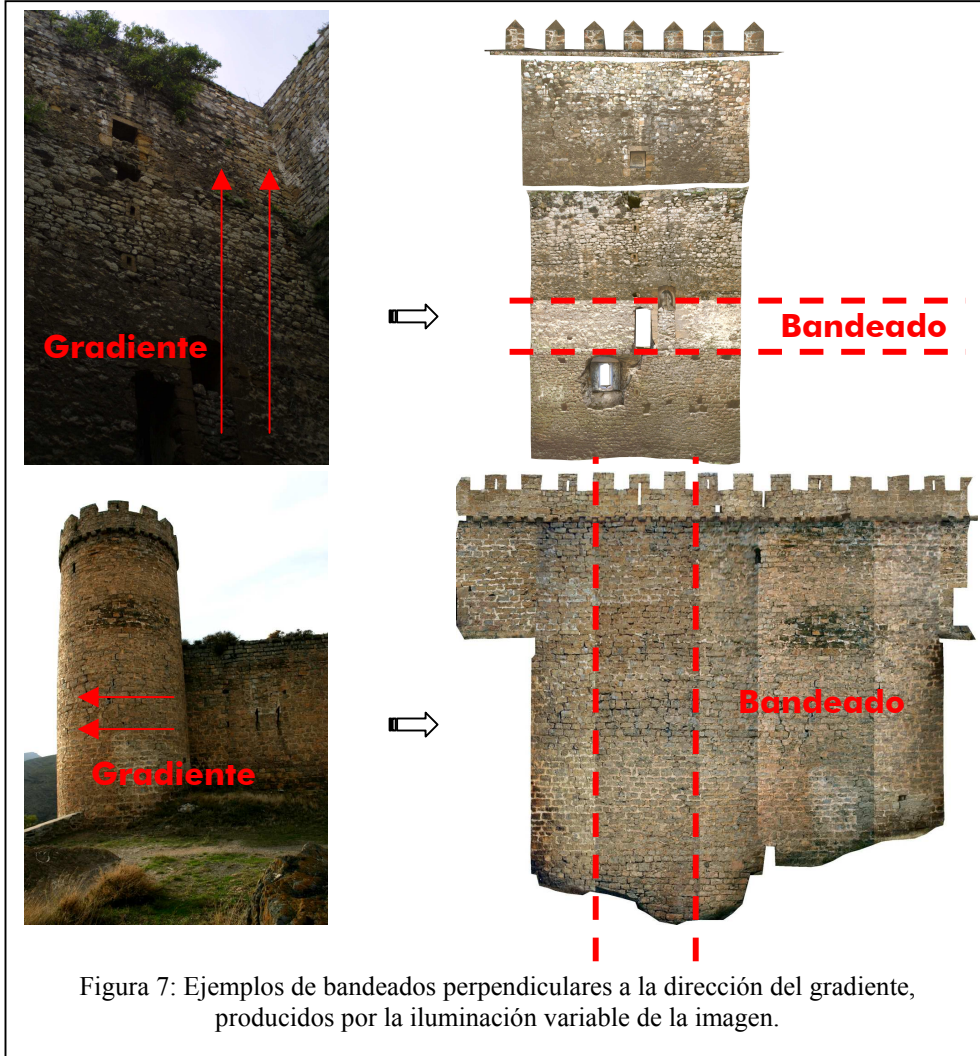 Gradiente
Bandeado
Gradiente
Bandeado
Figura 7: Ejemplos de bandeados perpendiculares a la dirección del gradiente,
producidos por la iluminación variable de la imagen.